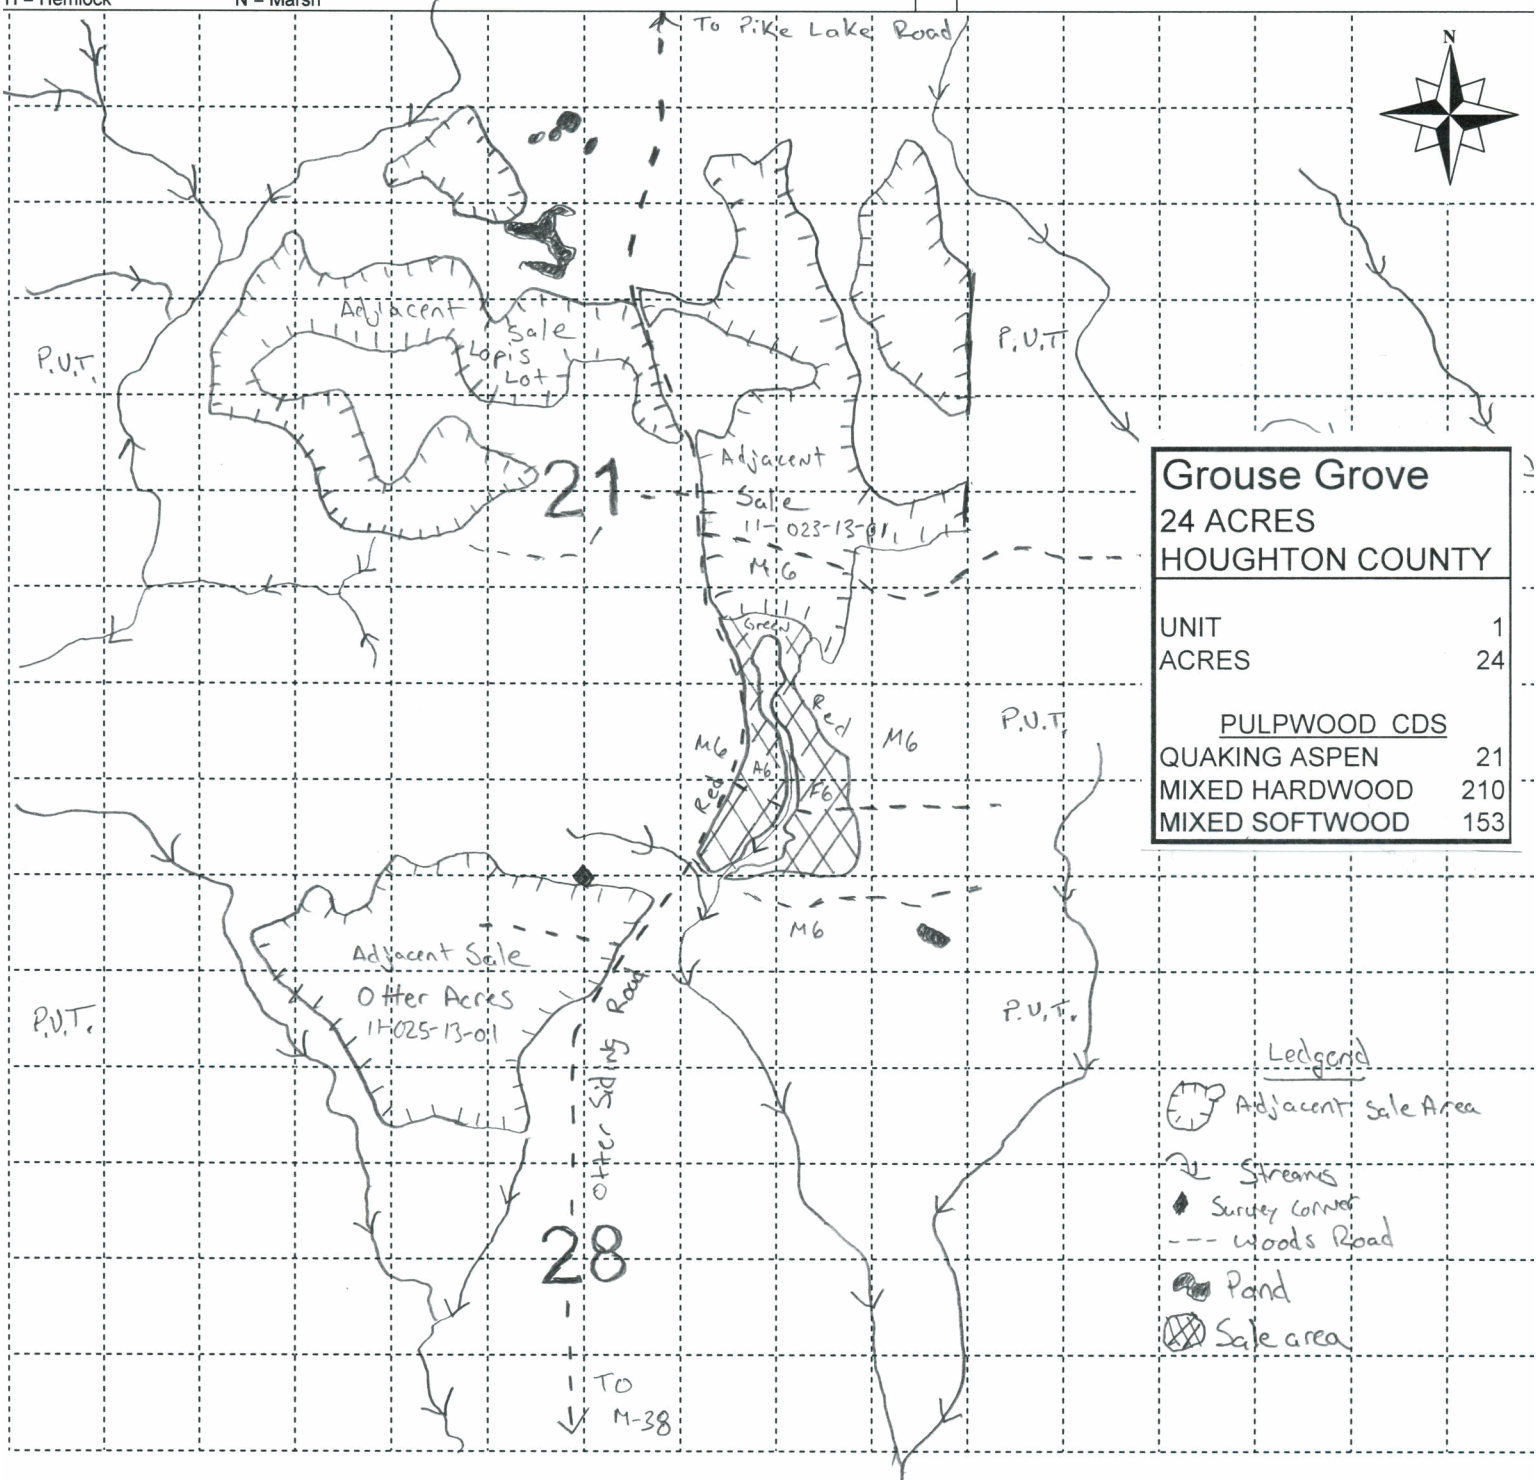 H = Hemlock N = Marsh
To Pike Lake Road
N
Adjacent
Sale
Lapis
Lot
P.V.T.
P.V.T.
21
Adjacent
Sale
11-023-13-01
M6
Green
Grouse Grove
24 ACRES
HOUGHTON COUNTY
UNIT 1
ACRES 24
PULPWOOD CDS
QUAKING ASPEN 21
MIXED HARDWOOD 210
MIXED SOFTWOOD 153
Red
M6
M6
P.V.T.
A6
Red
F6
M6
Adjacent Sale
Otter Acres
11-025-13-01
P.V.T.
P.V.T.
Otter Siding Road
28
TO
M-38
Ledgend
Adjacent Sale Area
Streams
Survey corner
woods Road
Pond
Sale area